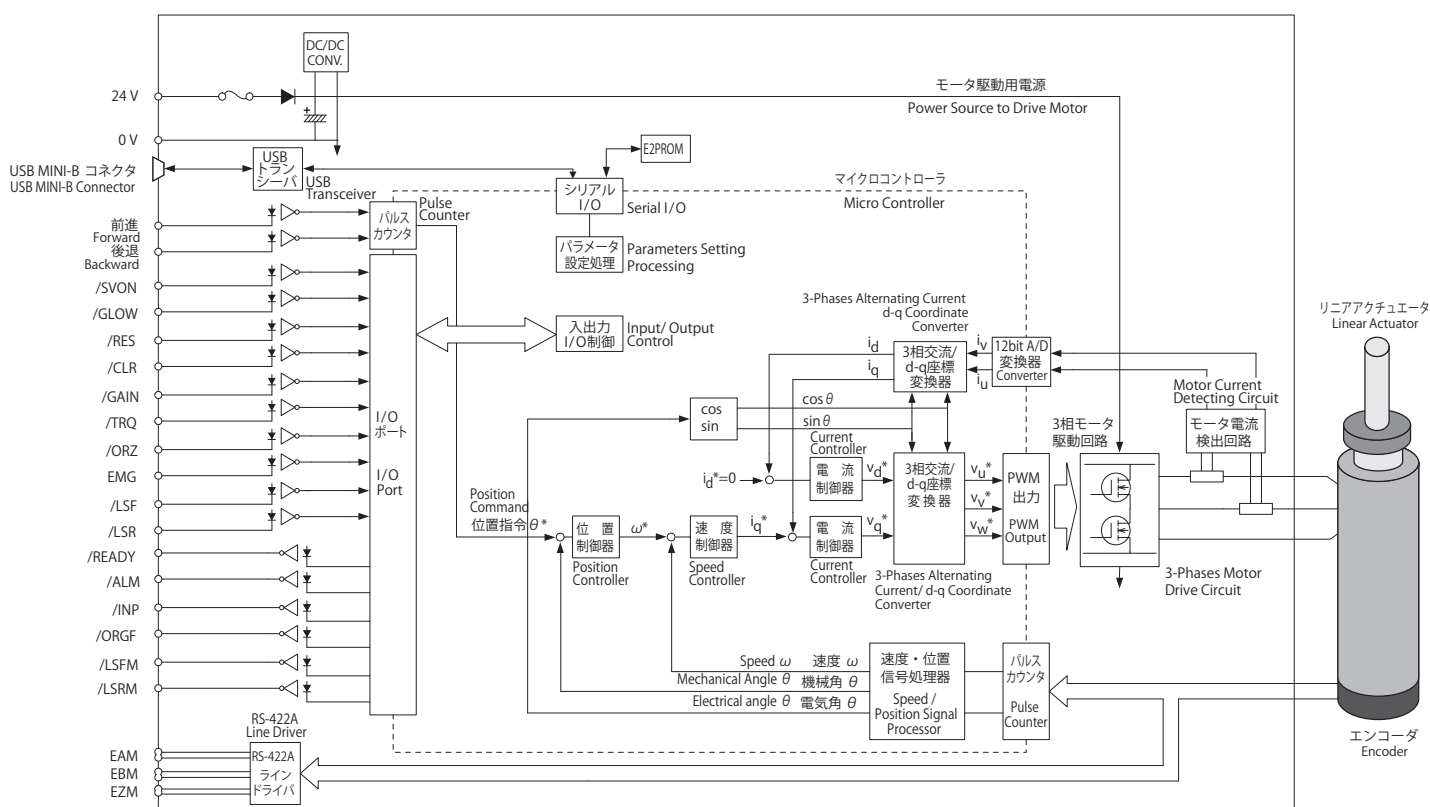 DC/DC
CONV.
24 V
モータ駆動用電源
Power Source to Drive Motor
+
0 V
USB MINI-B コネクタ
USB MINI-B Connector
USB
トラン
シーバ
USB
Transceiver
E2PROM
シリアル
I/O
Serial I/O
マイクロコントローラ
Micro Controller
パラメータ
設定処理
Parameters Setting
Processing
前進
Forward
後退
Backward
パルス
カウンタ
Pulse
Counter
/SVON
/GLOW
/RES
/CLR
/GAIN
/TRQ
/ORZ
EMG
/LSF
/LSR
/READY
/ALM
/INP
/ORGF
/LSFM
/LSRM
I/O
ポート
I/O
Port
入出力
I/O制御
Input/ Output
Control
3-Phases Alternating Current
d-q Coordinate
Converter
i_d
i_q
3相交流/
d-q座標
変換器
i_v
i_u
12bit A/D
変換器
Converter
Motor Current
Detecting Circuit
モータ電流
検出回路
リニアアクチュエータ
Linear Actuator
cos
sin
cos θ
sin θ
3相モータ
駆動回路
i_d*=0
Current
Controller
電 流
制御器
v_d*
3相交流/
d-q座標
変換器
v_u*
v_v*
v_w*
PWM
出力
PWM
Output
Position
Command
位置指令 θ*
位 置
制御器
Position
Controller
ω*
速 度
制御器
Speed
Controller
i_q*
電 流
制御器
Current
Controller
v_q*
3-Phases Alternating
Current/ d-q Coordinate
Converter
3-Phases Motor
Drive Circuit
Speed ω 速度 ω
Mechanical Angle θ 機械角 θ
Electrical angle θ 電気角 θ
速度・位置
信号処理器
Speed /
Position Signal
Processor
パルス
カウンタ
Pulse
Counter
エンコーダ
Encoder
RS-422A
Line Driver
RS-422A
ライン
ドライバ
EAM
EBM
EZM